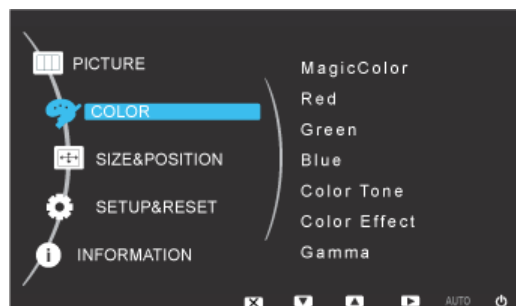 PICTURE
COLOR
SIZE&POSITION
SETUP&RESET
INFORMATION
MagicColor
Red
Green
Blue
Color Tone
Color Effect
Gamma
AUTO